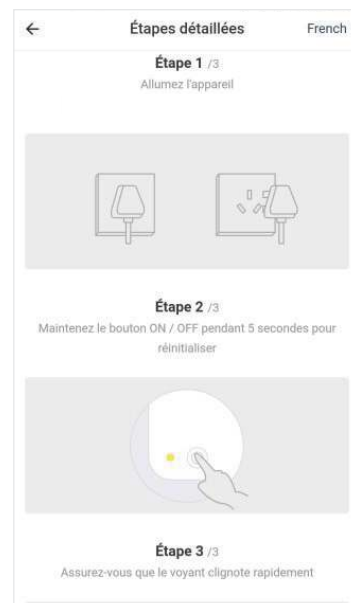 ← Étapes détaillées French
Étape 1 /3
Allumez l'appareil
Étape 2 /3
Maintenez le bouton ON / OFF pendant 5 secondes pour
réinitialiser
Étape 3 /3
Assurez-vous que le voyant clignote rapidement